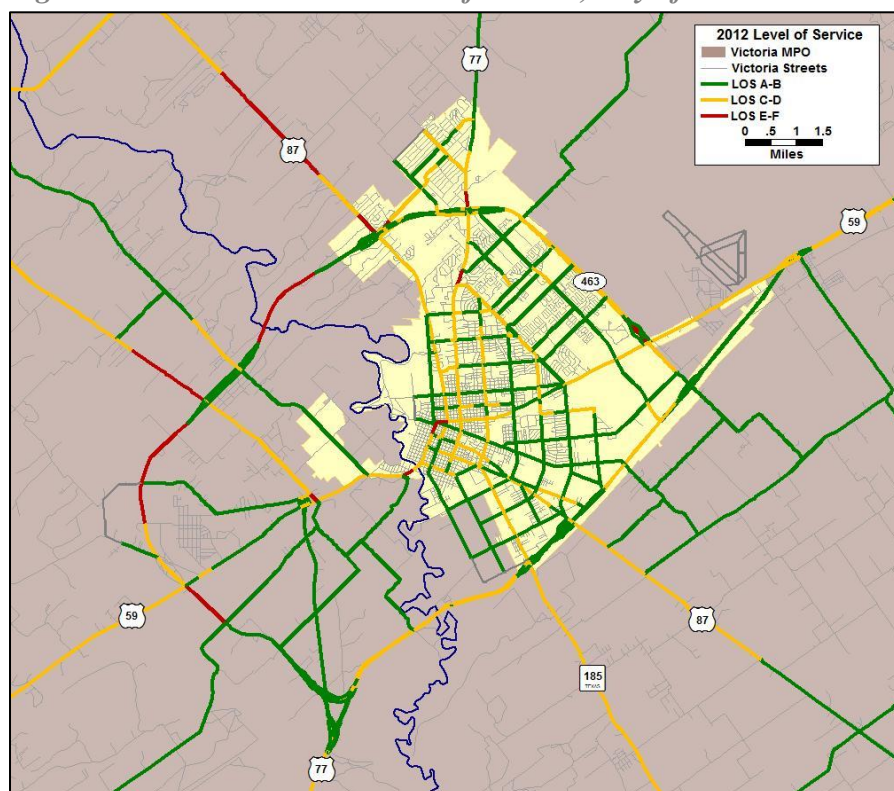 2012 Level of Service
Victoria MPO
Victoria Streets
LOS A-B
LOS C-D
LOS E-F
0 .5 1 1.5
Miles
77
87
59
463
59
87
185
TEXAS
77